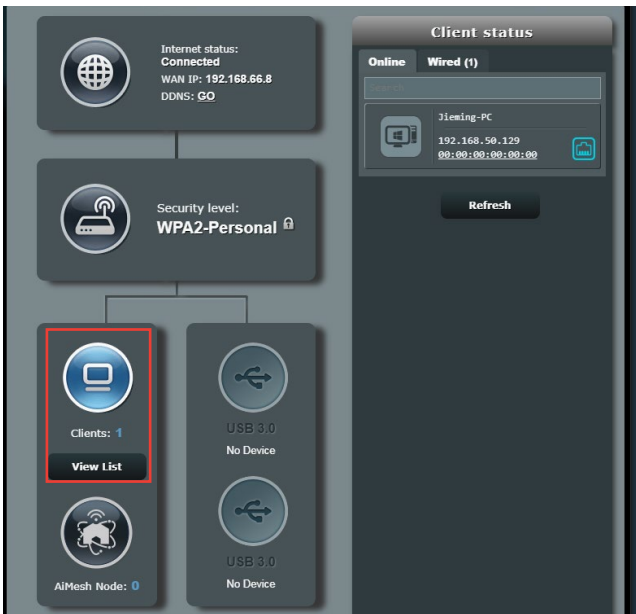 Internet status:
Connected
WAN IP: 192.168.66.8
DDNS: GO
Security level:
WPA2-Personal
Clients: 1
View List
AiMesh Node: 0
USB 3.0
No Device
USB 3.0
No Device
Client status
Online Wired (1)
Search
Jieming-PC
192.168.50.129
00:00:00:00:00:00
Refresh